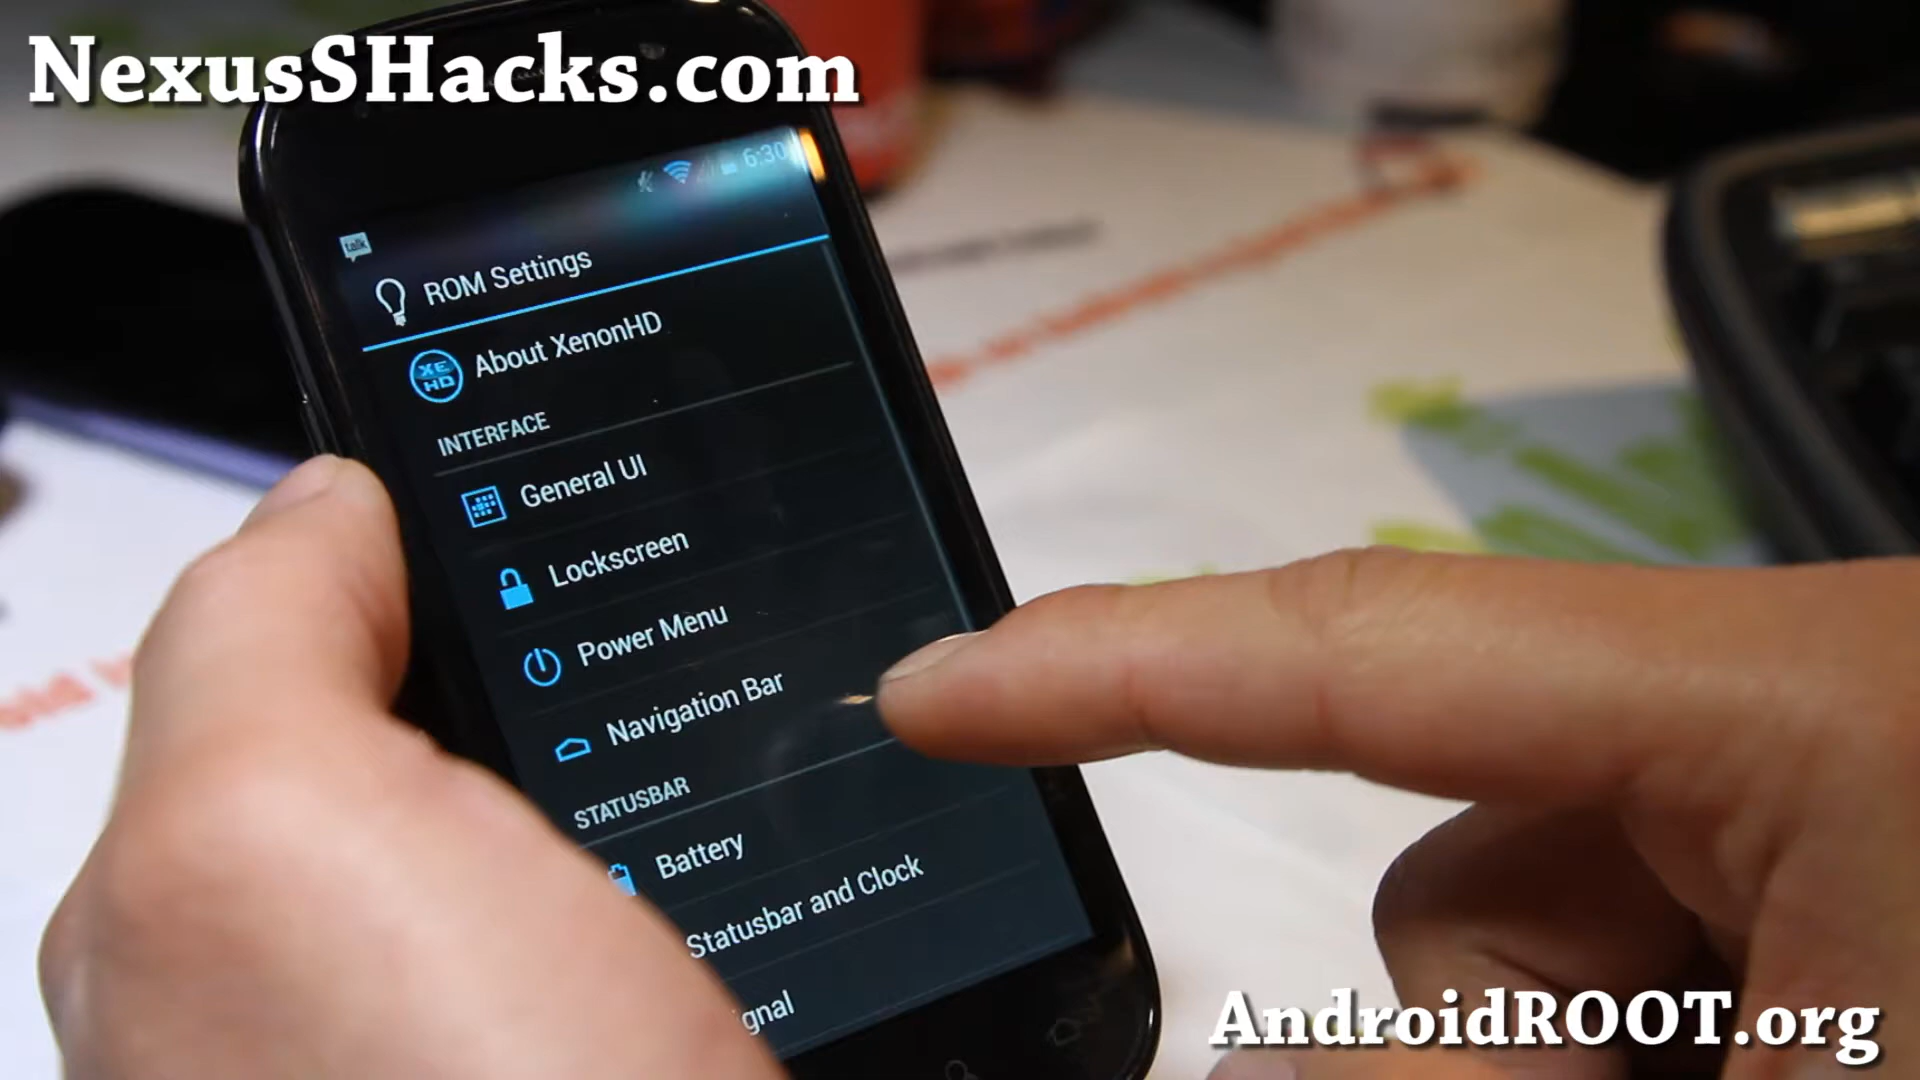 NexusSHacks.com
6:30
talk
ROM Settings
XE
HD
About XenonHD
INTERFACE
General UI
Lockscreen
Power Menu
Navigation Bar
STATUSBAR
Battery
Statusbar and Clock
ignal
AndroidROOT.org